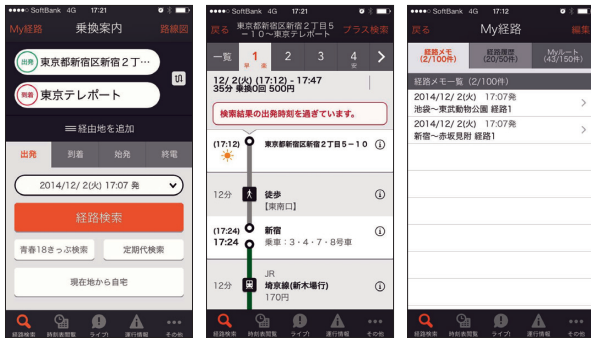 SoftBank 4G 17:21
My経路 乗換案内 路線図
出発 東京都新宿区新宿2丁…
到着 東京テレポート
経由地を追加
出発 到着 始発 終電
2014/12/ 2(火) 17:07 発
経路検索
青春18きっぷ検索 定期代検索
現在地から自宅
経路検索 時刻表閲覧 ライブ! 運行情報 その他
SoftBank 4G 17:21
戻る 東京都新宿区新宿2丁目5－10～東京テレポート プラス検索
一覧 1 2 3 4
早 楽 安
12/ 2(火) (17:12) - 17:47
35分 乗換0回 500円
検索結果の出発時刻を過ぎています。
(17:12) 東京都新宿区新宿2丁目5－10
12分 徒歩
【東南口】
(17:24) 新宿
17:24 乗車：3・4・7・8号車
JR
12分 埼京線(新木場行)
170円
経路検索 時刻表閲覧 ライブ! 運行情報 その他
SoftBank 4G 17:12
戻る My経路 編集
経路メモ 経路履歴 Myルート
(2/100件) (20/50件) (43/150件)
経路メモ一覧 (2/100件)
2014/12/ 2(火) 17:07発
池袋～東武動物公園 経路1
2014/12/ 2(火) 17:07発
新宿～赤坂見附 経路1
経路検索 時刻表閲覧 ライブ! 運行情報 その他